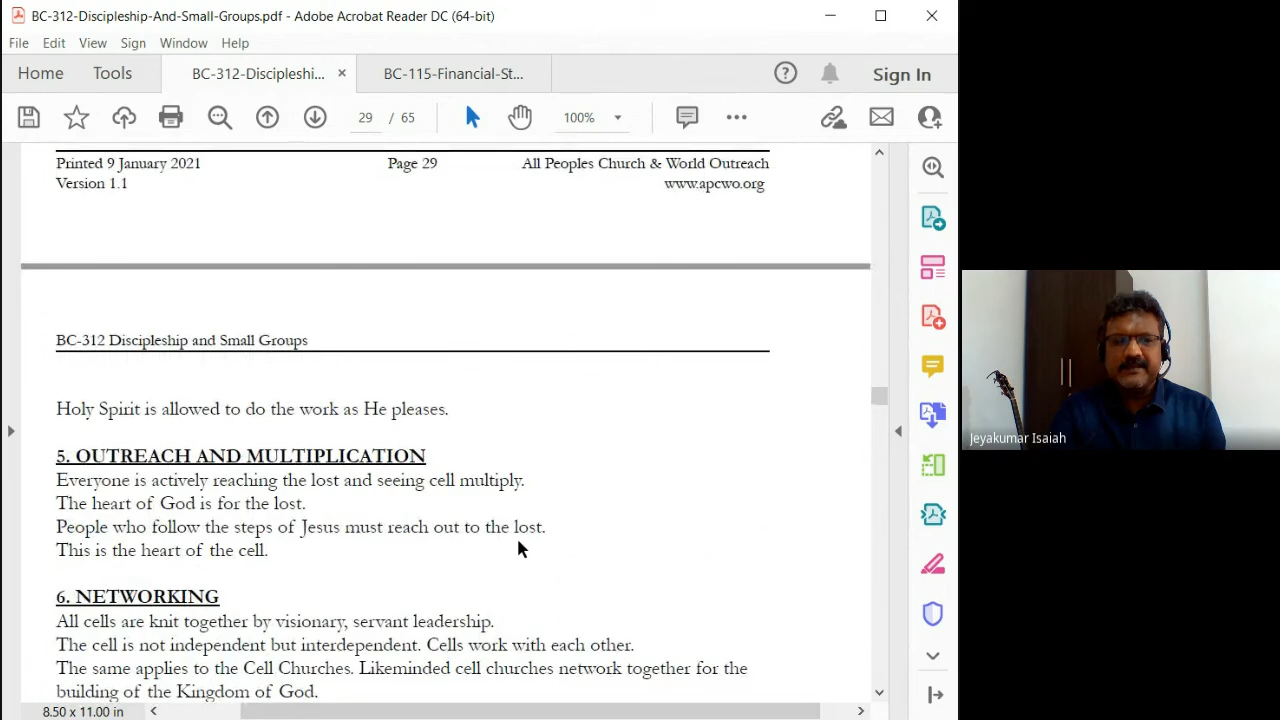 BC-312-Discipleship-And-Small-Groups.pdf - Adobe Acrobat Reader DC (64-bit)
File Edit View Sign Window Help
Home Tools BC-312-Discipleshi... × BC-115-Financial-St... Sign In
29 / 65 100%
Printed 9 January 2021 Page 29 All Peoples Church & World Outreach
Version 1.1 www.apcwo.org
BC-312 Discipleship and Small Groups
Holy Spirit is allowed to do the work as He pleases.
5. OUTREACH AND MULTIPLICATION
Everyone is actively reaching the lost and seeing cell multiply.
The heart of God is for the lost.
People who follow the steps of Jesus must reach out to the lost.
This is the heart of the cell.
6. NETWORKING
All cells are knit together by visionary, servant leadership.
The cell is not independent but interdependent. Cells work with each other.
The same applies to the Cell Churches. Likeminded cell churches network together for the
building of the Kingdom of God.
8.50 x 11.00 in
Jeyakumar Isaiah